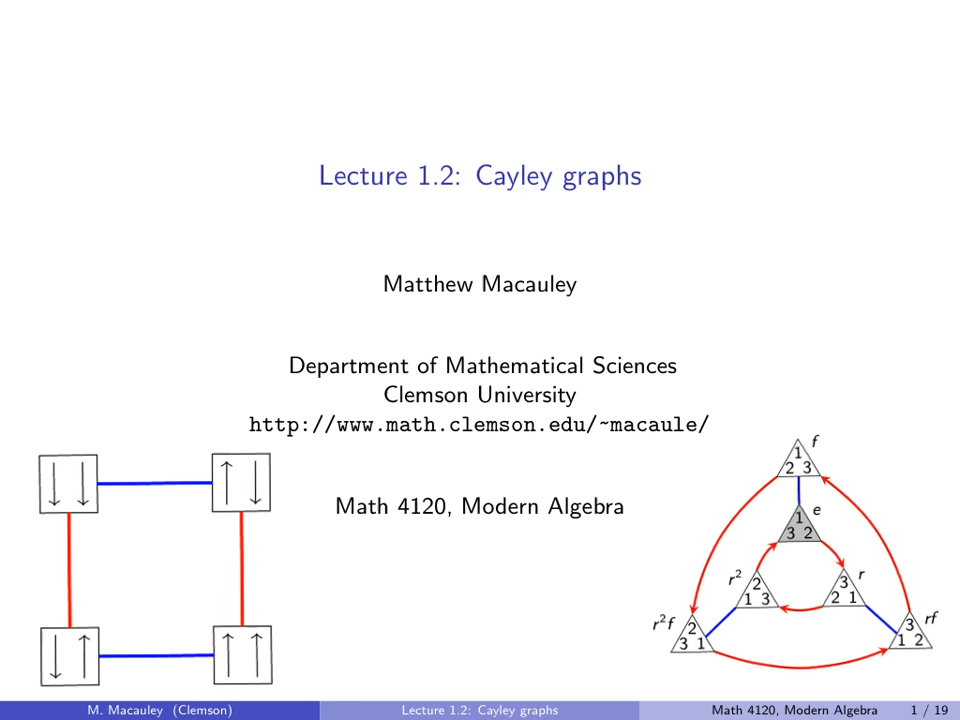 Lecture 1.2: Cayley graphs
Matthew Macauley
Department of Mathematical Sciences
Clemson University
http://www.math.clemson.edu/~macaule/
Math 4120, Modern Algebra
↓ ↓
↑ ↓
↓ ↑
↑ ↑
f
1
2 3
e
1
3 2
r²
2
1 3
r
3
2 1
r²f
2
3 1
rf
3
1 2
M. Macauley (Clemson)
Lecture 1.2: Cayley graphs
Math 4120, Modern Algebra
1 / 19